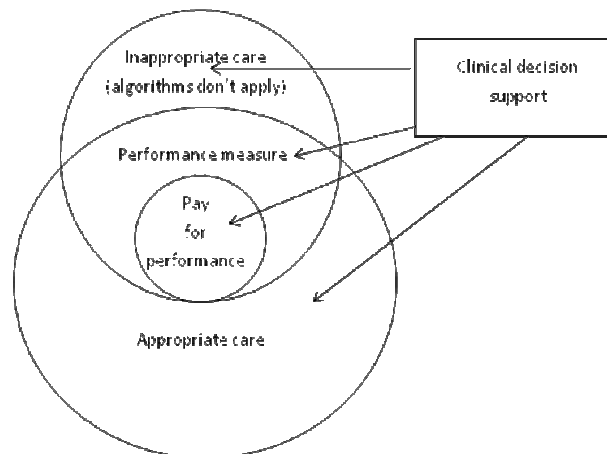 Inappropriate care
(algorithms don't apply)
Clinical decision
support
Performance measure
Pay
for
performance
Appropriate care